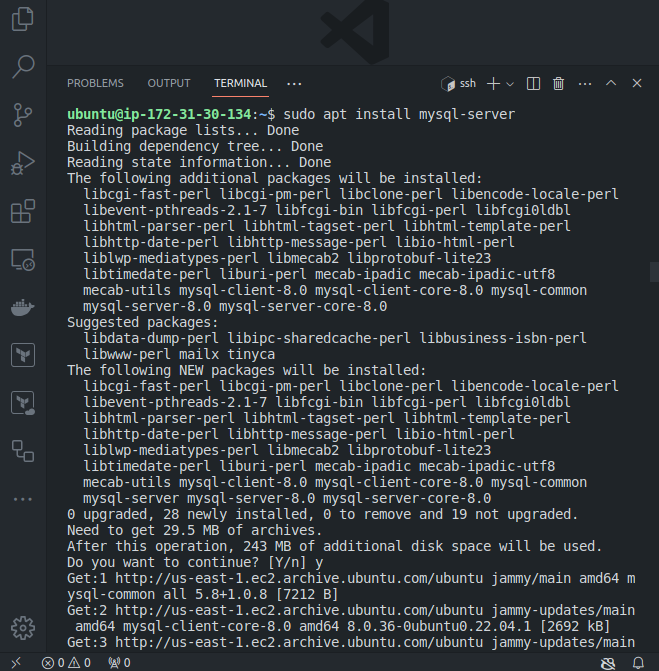 PROBLEMS OUTPUT TERMINAL ... ssh
ubuntu@ip-172-31-30-134:~$ sudo apt install mysql-server
Reading package lists... Done
Building dependency tree... Done
Reading state information... Done
The following additional packages will be installed:
libcgi-fast-perl libcgi-pm-perl libclone-perl libencode-locale-perl
libevent-pthreads-2.1-7 libfcgi-bin libfcgi-perl libfcgi0ldbl
libhtml-parser-perl libhtml-tagset-perl libhtml-template-perl
libhttp-date-perl libhttp-message-perl libio-html-perl
liblwp-mediatypes-perl libmecab2 libprotobuf-lite23
libtimedate-perl liburi-perl mecab-ipadic mecab-ipadic-utf8
mecab-utils mysql-client-8.0 mysql-client-core-8.0 mysql-common
mysql-server-8.0 mysql-server-core-8.0
Suggested packages:
libdata-dump-perl libipc-sharedcache-perl libbusiness-isbn-perl
libwww-perl mailx tinyca
The following NEW packages will be installed:
libcgi-fast-perl libcgi-pm-perl libclone-perl libencode-locale-perl
libevent-pthreads-2.1-7 libfcgi-bin libfcgi-perl libfcgi0ldbl
libhtml-parser-perl libhtml-tagset-perl libhtml-template-perl
libhttp-date-perl libhttp-message-perl libio-html-perl
liblwp-mediatypes-perl libmecab2 libprotobuf-lite23
libtimedate-perl liburi-perl mecab-ipadic mecab-ipadic-utf8
mecab-utils mysql-client-8.0 mysql-client-core-8.0 mysql-common
mysql-server mysql-server-8.0 mysql-server-core-8.0
0 upgraded, 28 newly installed, 0 to remove and 19 not upgraded.
Need to get 29.5 MB of archives.
After this operation, 243 MB of additional disk space will be used.
Do you want to continue? [Y/n] y
Get:1 http://us-east-1.ec2.archive.ubuntu.com/ubuntu jammy/main amd64 m
ysql-common all 5.8+1.0.8 [7212 B]
Get:2 http://us-east-1.ec2.archive.ubuntu.com/ubuntu jammy-updates/main
amd64 mysql-client-core-8.0 amd64 8.0.36-0ubuntu0.22.04.1 [2692 kB]
Get:3 http://us-east-1.ec2.archive.ubuntu.com/ubuntu jammy-updates/main
0 0 0